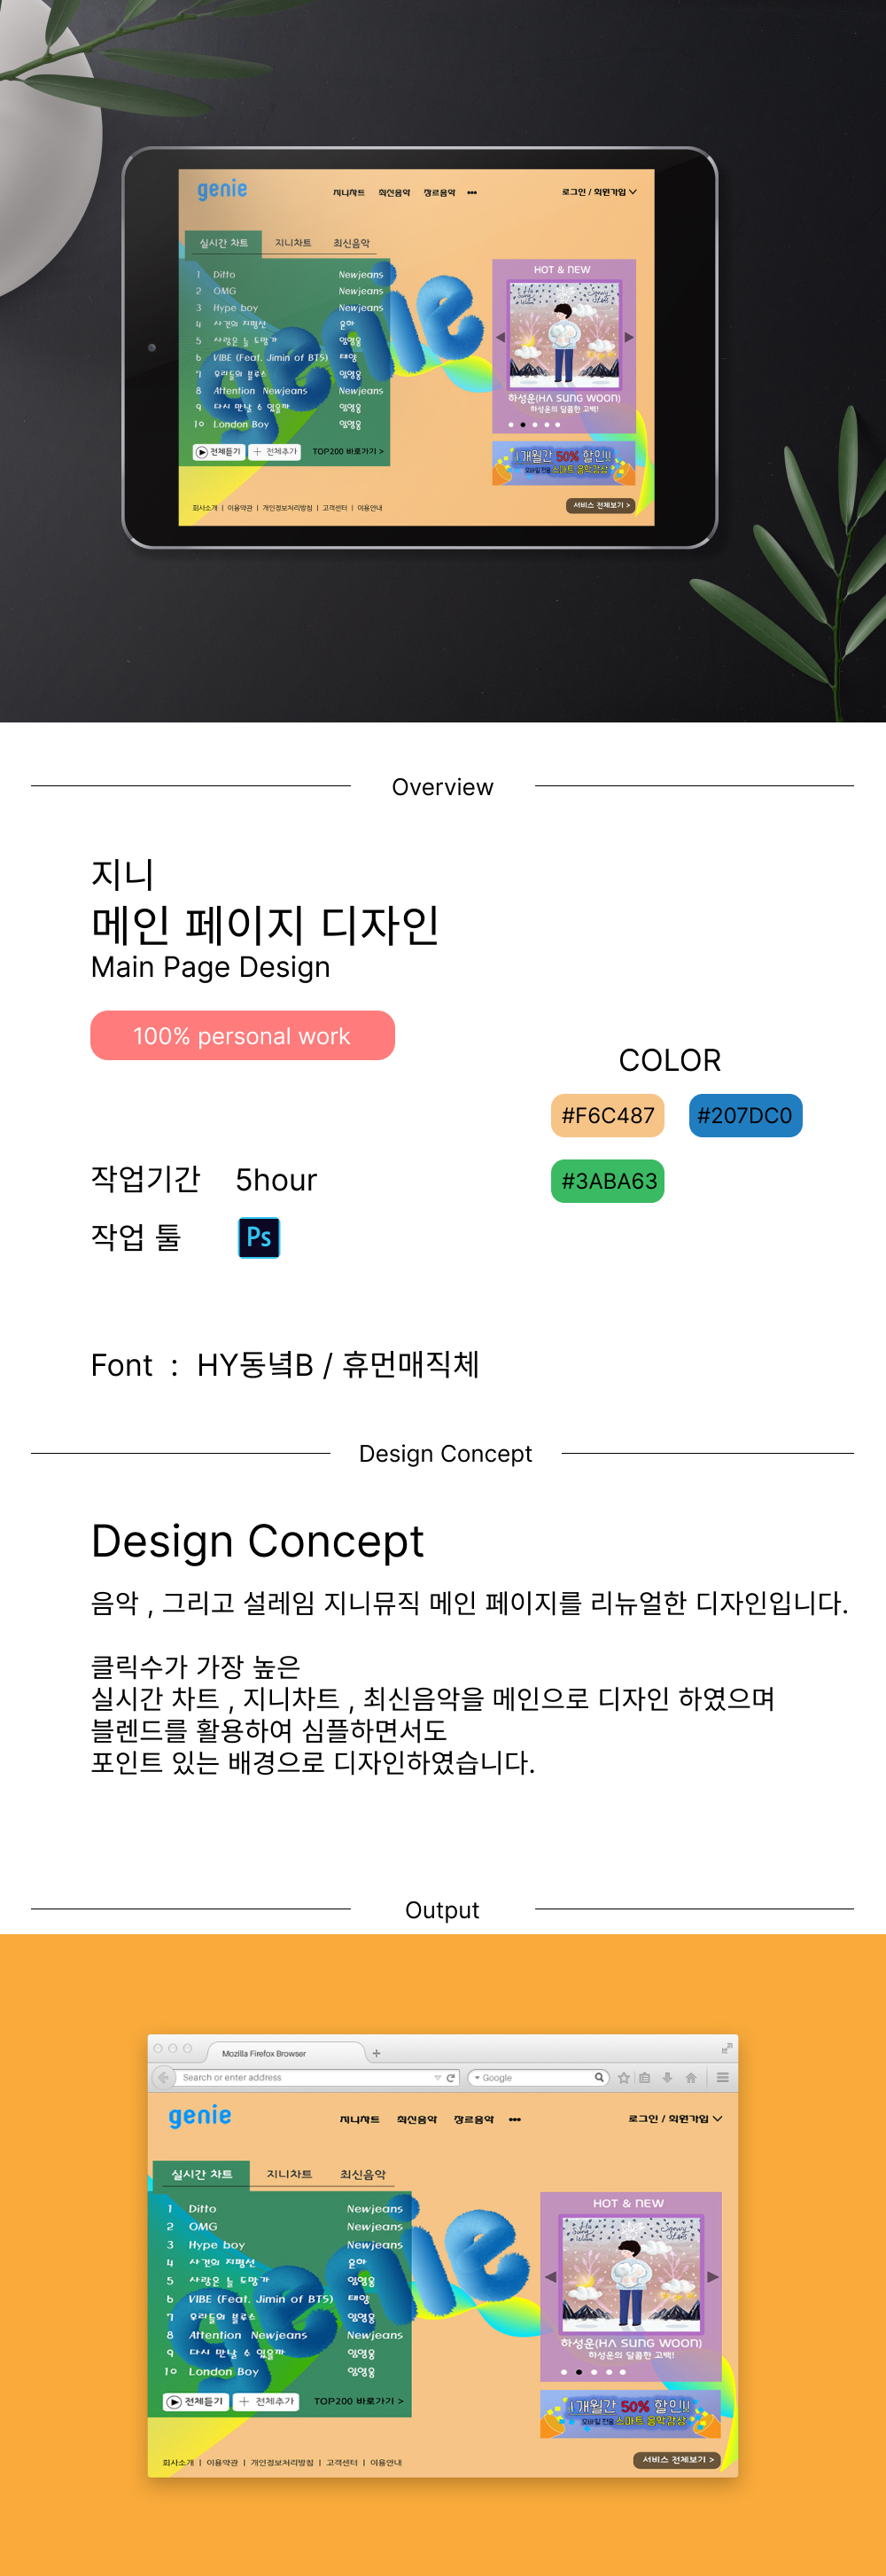 genie
지니차트 최신음악 장르음악 •••
로그인 / 회원가입
실시간 차트 지니차트 최신음악
1 Ditto Newjeans
2 OMG Newjeans
3 Hype boy Newjeans
4 사건의 지평선 윤하
5 사랑은 늘 도망가 임영웅
6 VIBE (Feat. Jimin of BTS) 태양
7 우리들의 블루스 임영웅
8 Attention Newjeans Newjeans
9 다시 만날 수 있을까 임영웅
10 London Boy 임영웅
전체듣기 + 전체추가 TOP200 바로가기 >
genie
HOT & NEW
Ha Sung Woon
하성운(HA SUNG WOON)
하성운의 달콤한 고백!
1개월간 50% 할인!!
모바일 전용 스마트 음악감상
회사소개 | 이용약관 | 개인정보처리방침 | 고객센터 | 이용안내
서비스 전체보기 >
Overview
지니
메인 페이지 디자인
Main Page Design
100% personal work
COLOR
#F6C487 #207DC0
#3ABA63
작업기간 5hour
작업 툴 Ps
Font : HY동녘B / 휴먼매직체
Design Concept
Design Concept
음악 , 그리고 설레임 지니뮤직 메인 페이지를 리뉴얼한 디자인입니다.
클릭수가 가장 높은
실시간 차트 , 지니차트 , 최신음악을 메인으로 디자인 하였으며
블렌드를 활용하여 심플하면서도
포인트 있는 배경으로 디자인하였습니다.
Output
Mozilla Firefox Browser
Search or enter address
Google
genie
지니차트 최신음악 장르음악 •••
로그인 / 회원가입
실시간 차트 지니차트 최신음악
1 Ditto Newjeans
2 OMG Newjeans
3 Hype boy Newjeans
4 사건의 지평선 윤하
5 사랑은 늘 도망가 임영웅
6 VIBE (Feat. Jimin of BTS) 태양
7 우리들의 블루스 임영웅
8 Attention Newjeans Newjeans
9 다시 만날 수 있을까 임영웅
10 London Boy 임영웅
전체듣기 + 전체추가 TOP200 바로가기 >
genie
HOT & NEW
Ha Sung Woon
하성운(HA SUNG WOON)
하성운의 달콤한 고백!
1개월간 50% 할인!!
모바일 전용 스마트 음악감상
회사소개 | 이용약관 | 개인정보처리방침 | 고객센터 | 이용안내
서비스 전체보기 >